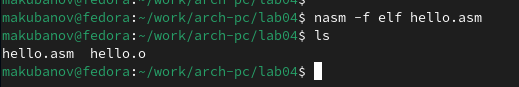 makubanov@fedora:~/work/arch-pc/lab04$ nasm -f elf hello.asm
makubanov@fedora:~/work/arch-pc/lab04$ ls
hello.asm  hello.o
makubanov@fedora:~/work/arch-pc/lab04$